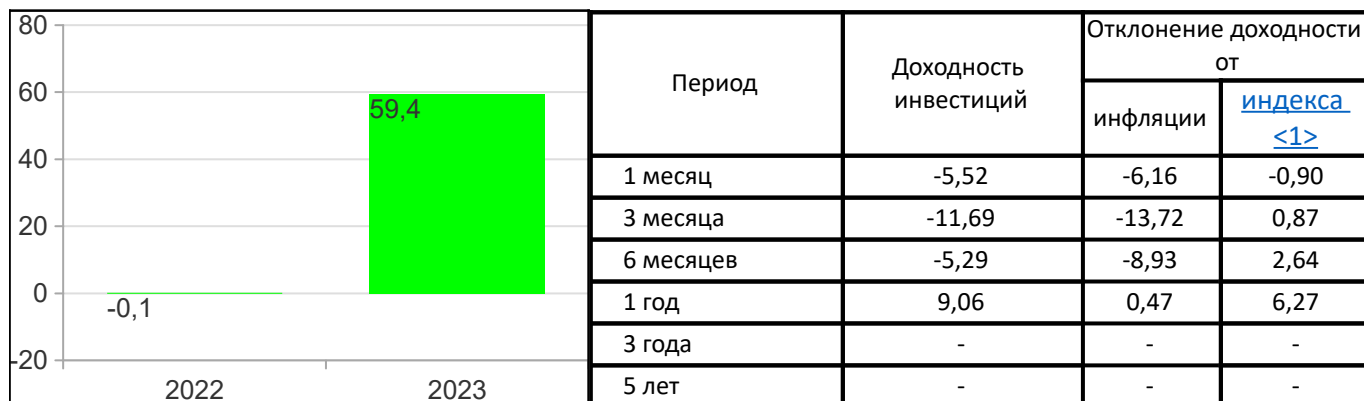 80
60
40
20
0
-20
59,4
-0,1
2022
2023
Период
Доходность
инвестиций
Отклонение доходности
от
инфляции
индекса
<1>
1 месяц -5,52 -6,16 -0,90
3 месяца -11,69 -13,72 0,87
6 месяцев -5,29 -8,93 2,64
1 год 9,06 0,47 6,27
3 года - - -
5 лет - - -